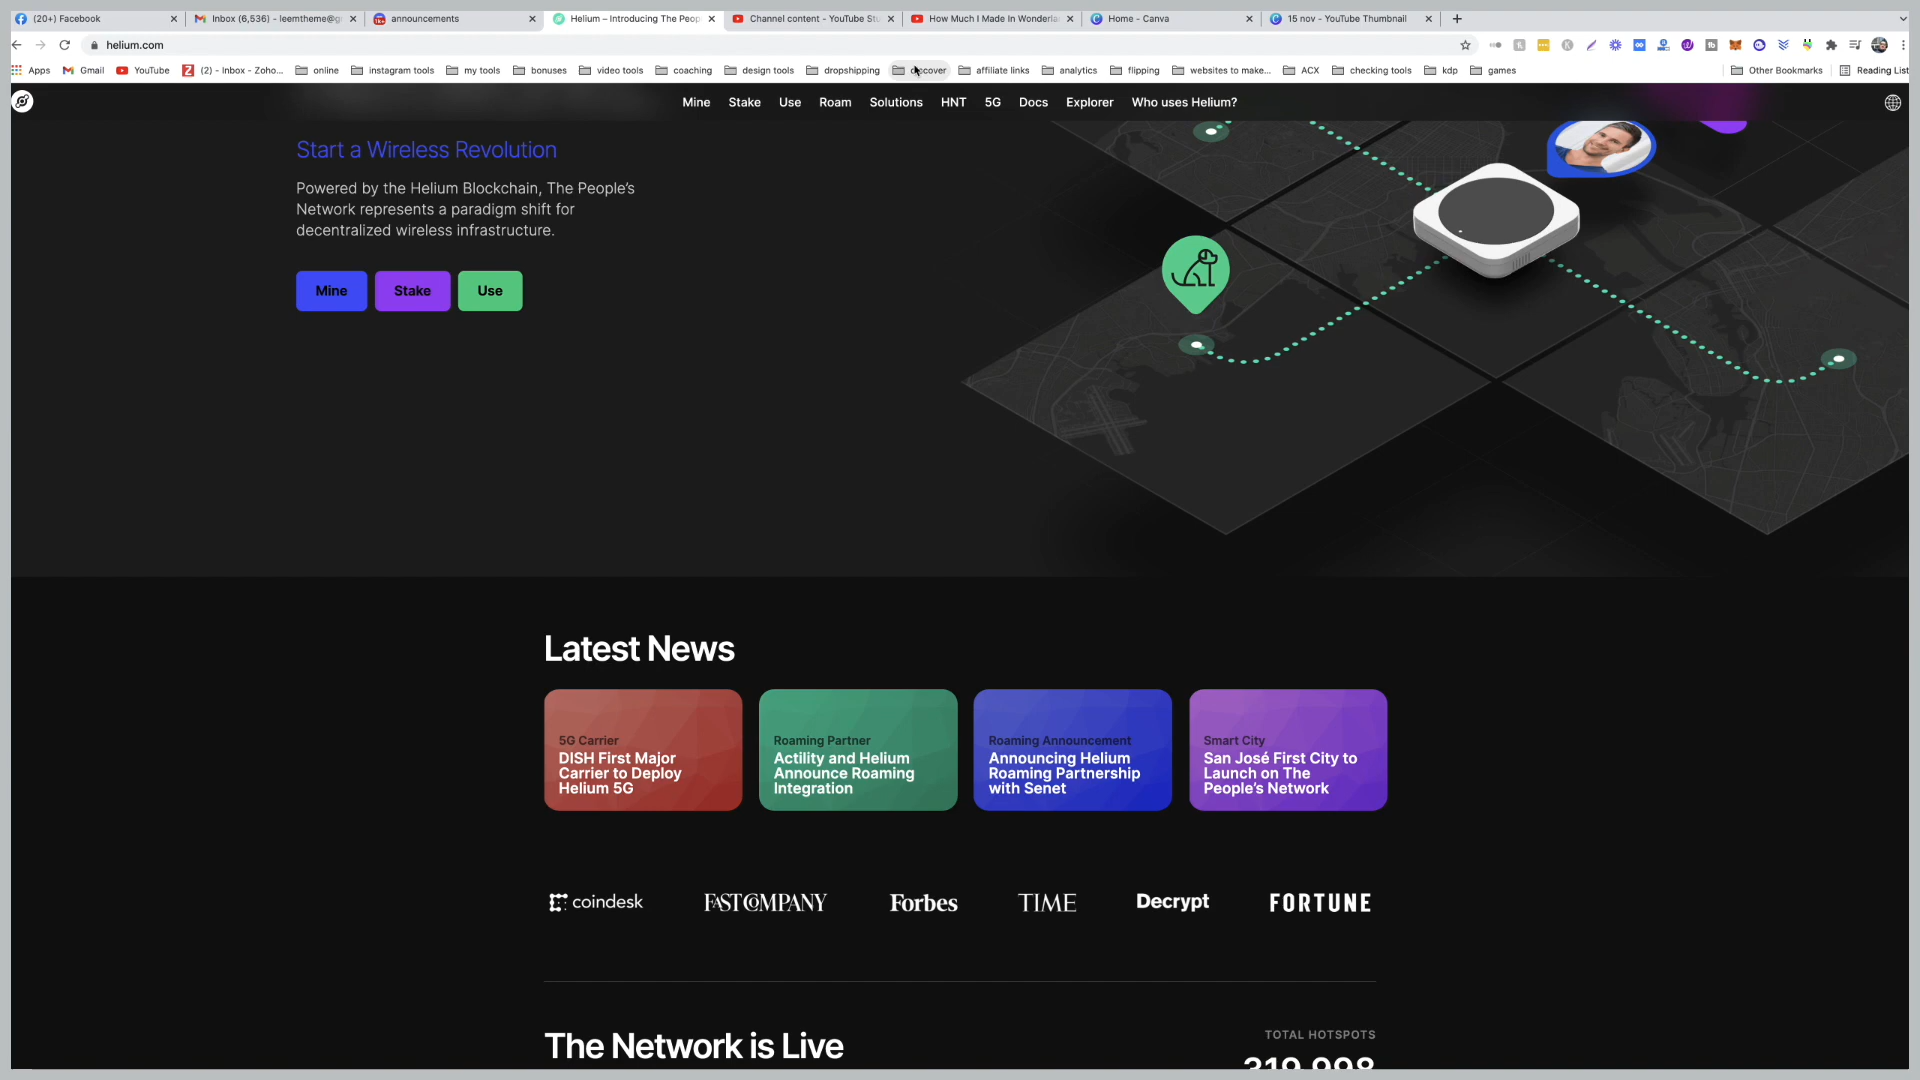 (20+) Facebook
Inbox (6,536) - leemtheme@g
announcements
Helium – Introducing The Peop
Channel content - YouTube Stu
How Much I Made In Wonderla
Home - Canva
15 nov - YouTube Thumbnail
helium.com
Apps
Gmail
YouTube
(2) - Inbox - Zoho...
online
instagram tools
my tools
bonuses
video tools
coaching
design tools
dropshipping
discover
affiliate links
analytics
flipping
websites to make...
ACX
checking tools
kdp
games
Other Bookmarks
Reading List
Mine
Stake
Use
Roam
Solutions
HNT
5G
Docs
Explorer
Who uses Helium?
Start a Wireless Revolution
Powered by the Helium Blockchain, The People’s
Network represents a paradigm shift for
decentralized wireless infrastructure.
Mine
Stake
Use
Latest News
5G Carrier
DISH First Major
Carrier to Deploy
Helium 5G
Roaming Partner
Actility and Helium
Announce Roaming
Integration
Roaming Announcement
Announcing Helium
Roaming Partnership
with Senet
Smart City
San José First City to
Launch on The
People’s Network
coindesk
FAST COMPANY
Forbes
TIME
Decrypt
FORTUNE
The Network is Live
TOTAL HOTSPOTS
319,998